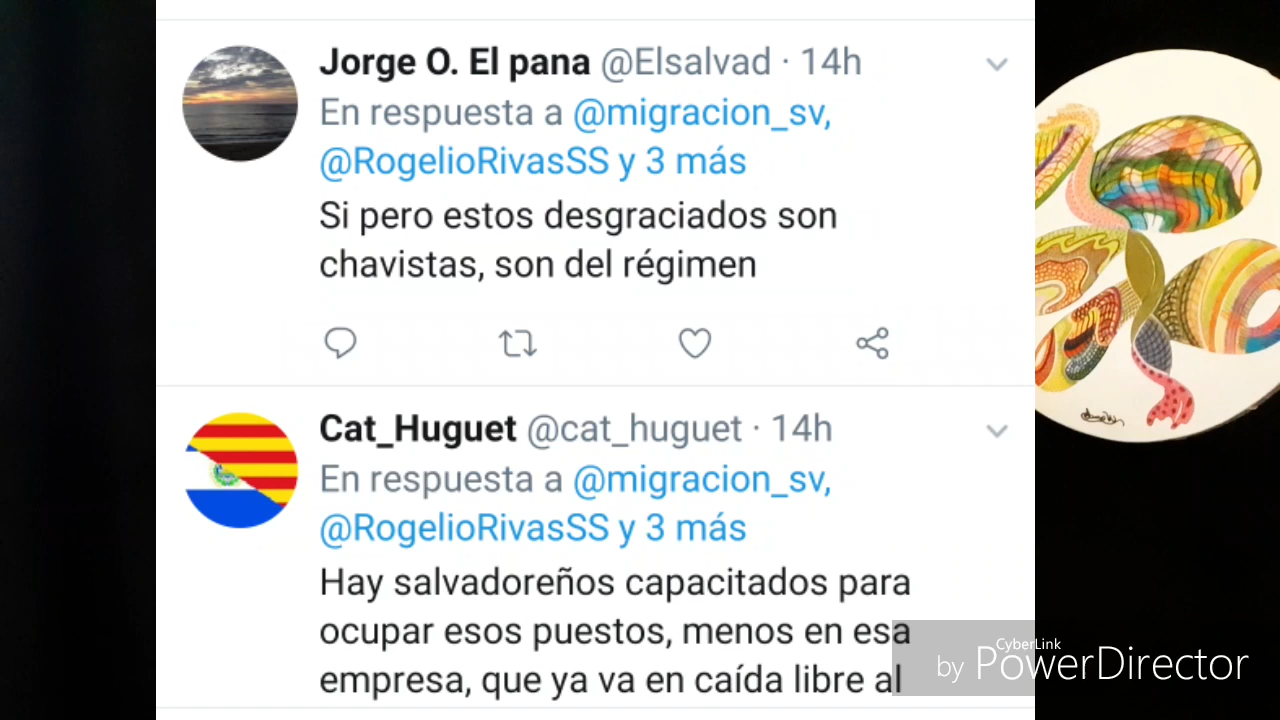 Jorge O. El pana @Elsalvad · 14h
En respuesta a @migracion_sv,
@RogelioRivasSS y 3 más
Si pero estos desgraciados son
chavistas, son del régimen
Cat_Huguet @cat_huguet · 14h
En respuesta a @migracion_sv,
@RogelioRivasSS y 3 más
Hay salvadoreños capacitados para
ocupar esos puestos, menos en esa
empresa, que ya va en caída libre al
CyberLink
by PowerDirector